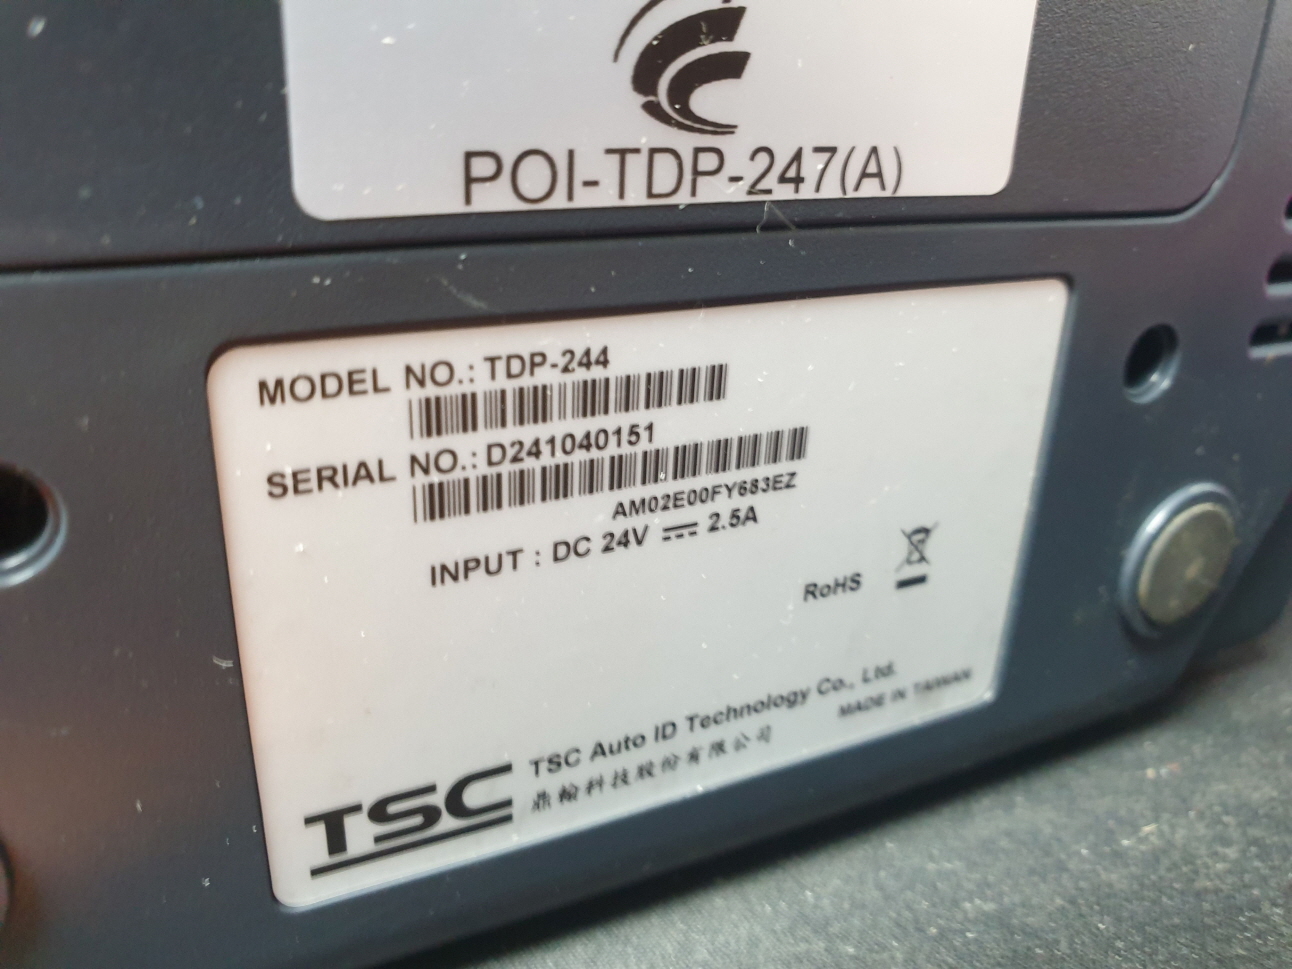 POI-TDP-247(A)
MODEL NO.: TDP-244
SERIAL NO.: D241040151
AM02E00FY683EZ
INPUT : DC 24V ⎓ 2.5A
RoHS
TSC Auto ID Technology Co., Ltd.
鼎翰科技股份有限公司
MADE IN TAIWAN
TSC